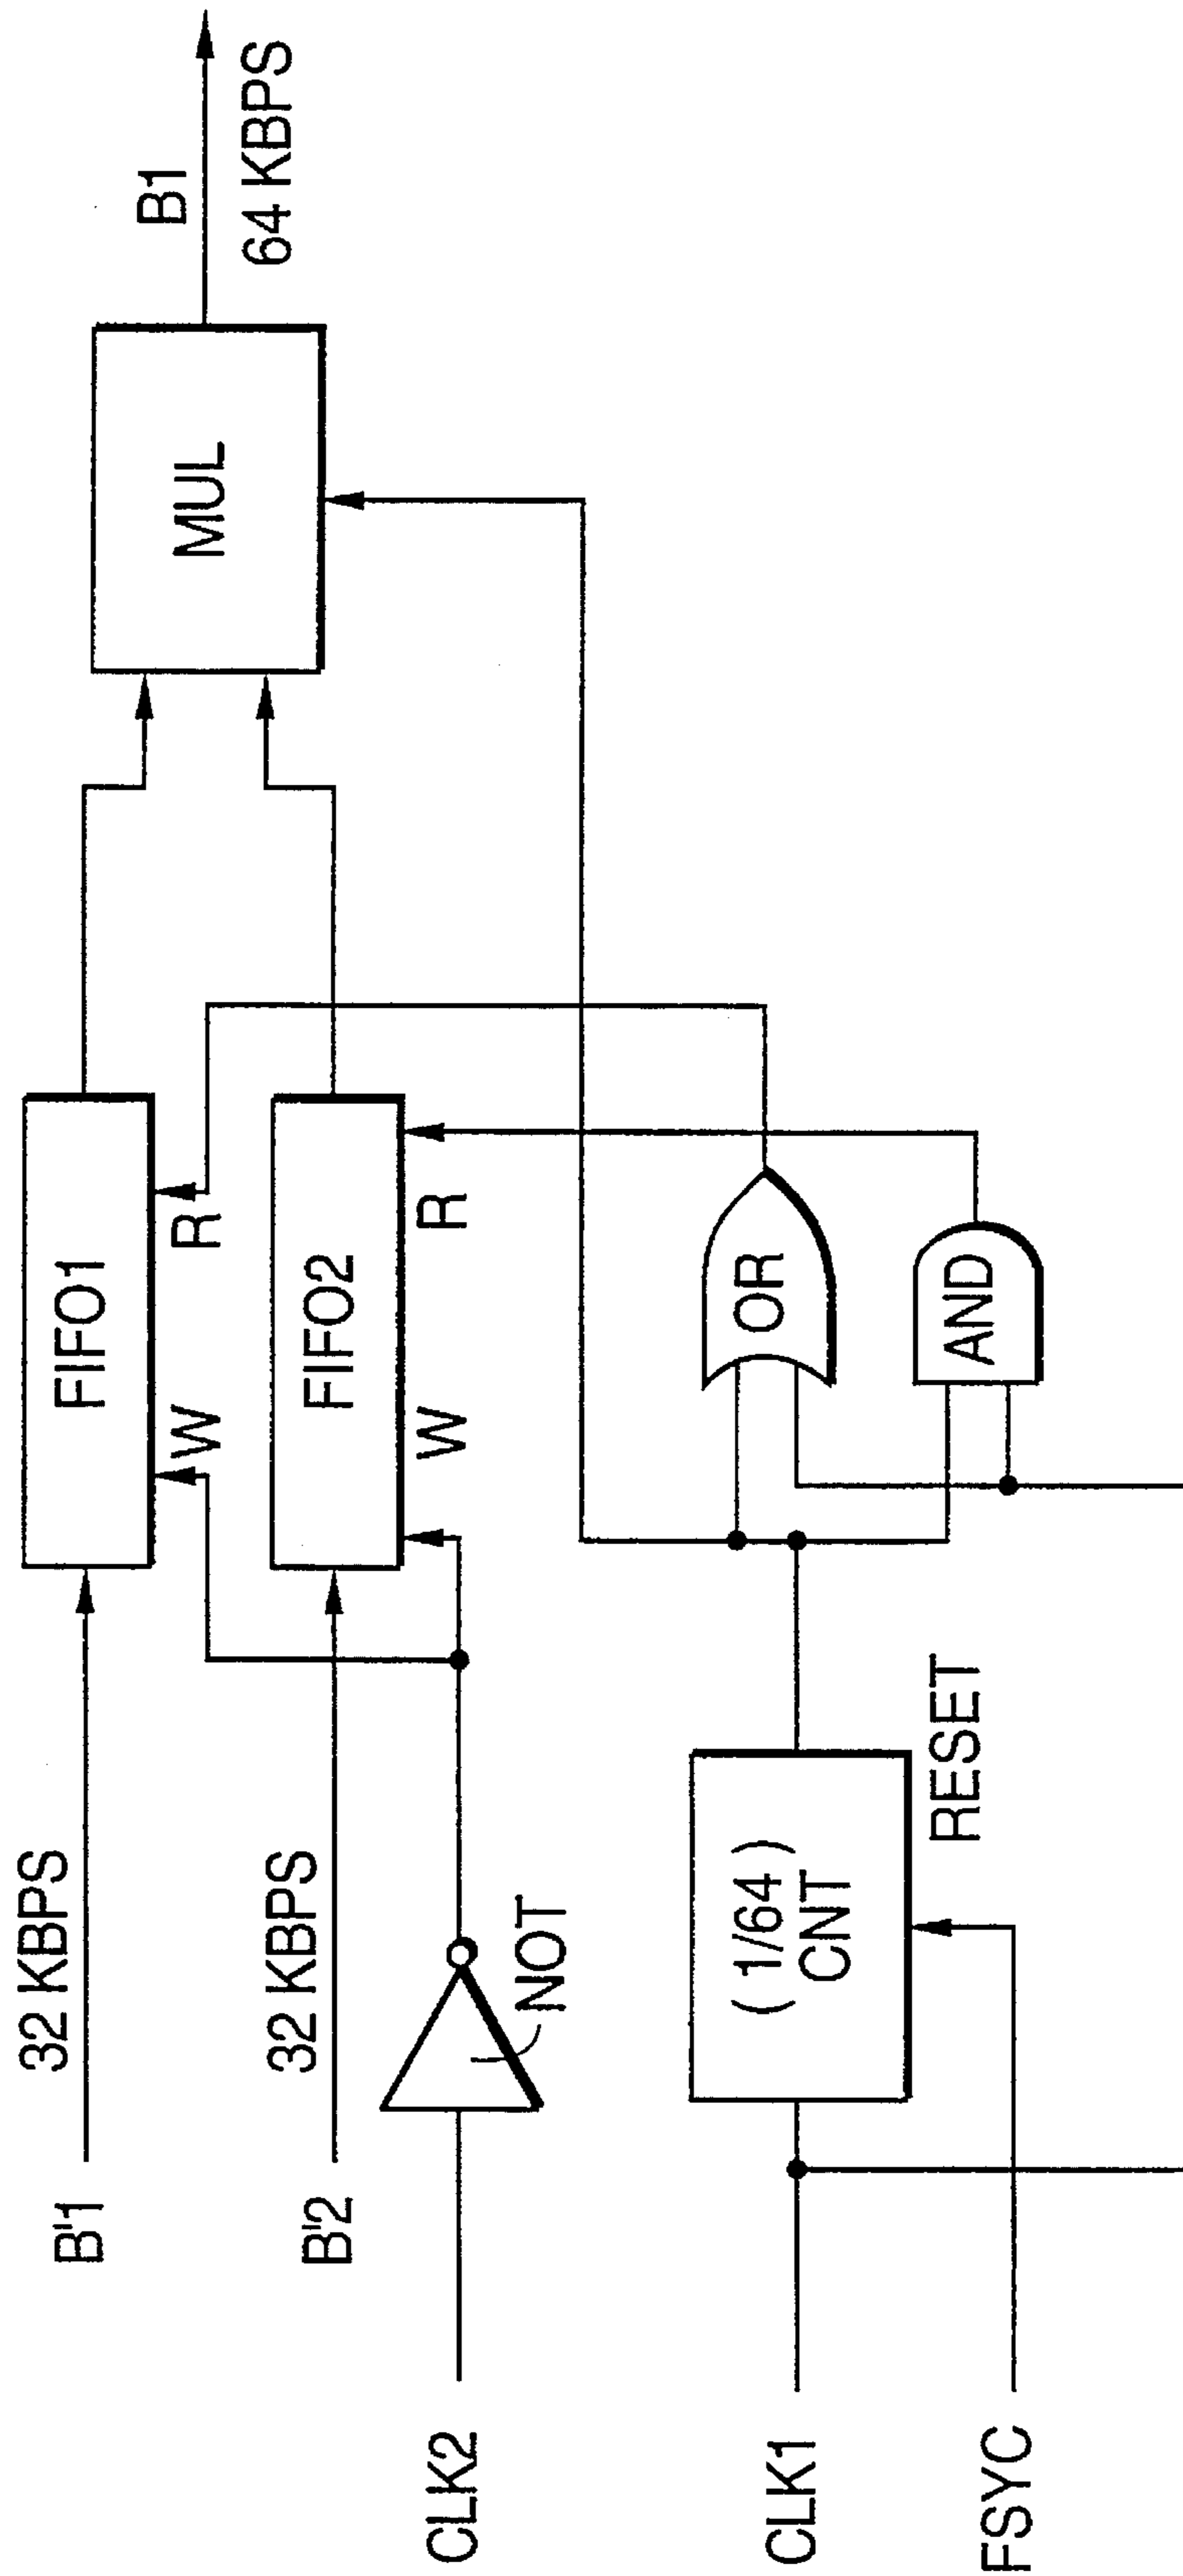 B'1
32 KBPS
FIFO1
W
R
B'2
32 KBPS
FIFO2
W
R
MUL
B1
64 KBPS
CLK2
NOT
CLK1
( 1/64 )
CNT
RESET
OR
AND
FSYC